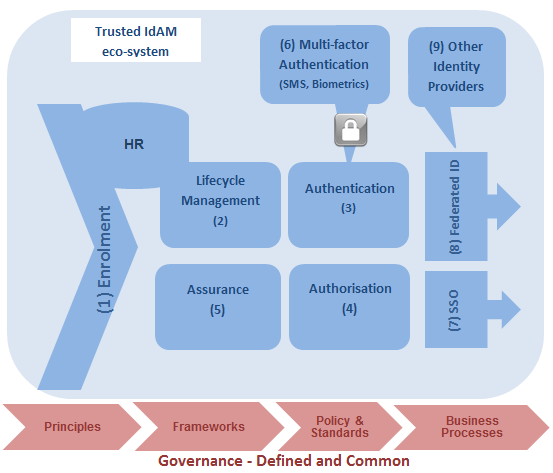 Trusted IdAM
eco-system
(6) Multi-factor
Authentication
(SMS, Biometrics)
(9) Other
Identity
Providers
HR
(1) Enrolment
Lifecycle
Management
(2)
Authentication
(3)
(8) Federated ID
Assurance
(5)
Authorisation
(4)
(7) SSO
Principles
Frameworks
Policy &
Standards
Business
Processes
Governance - Defined and Common